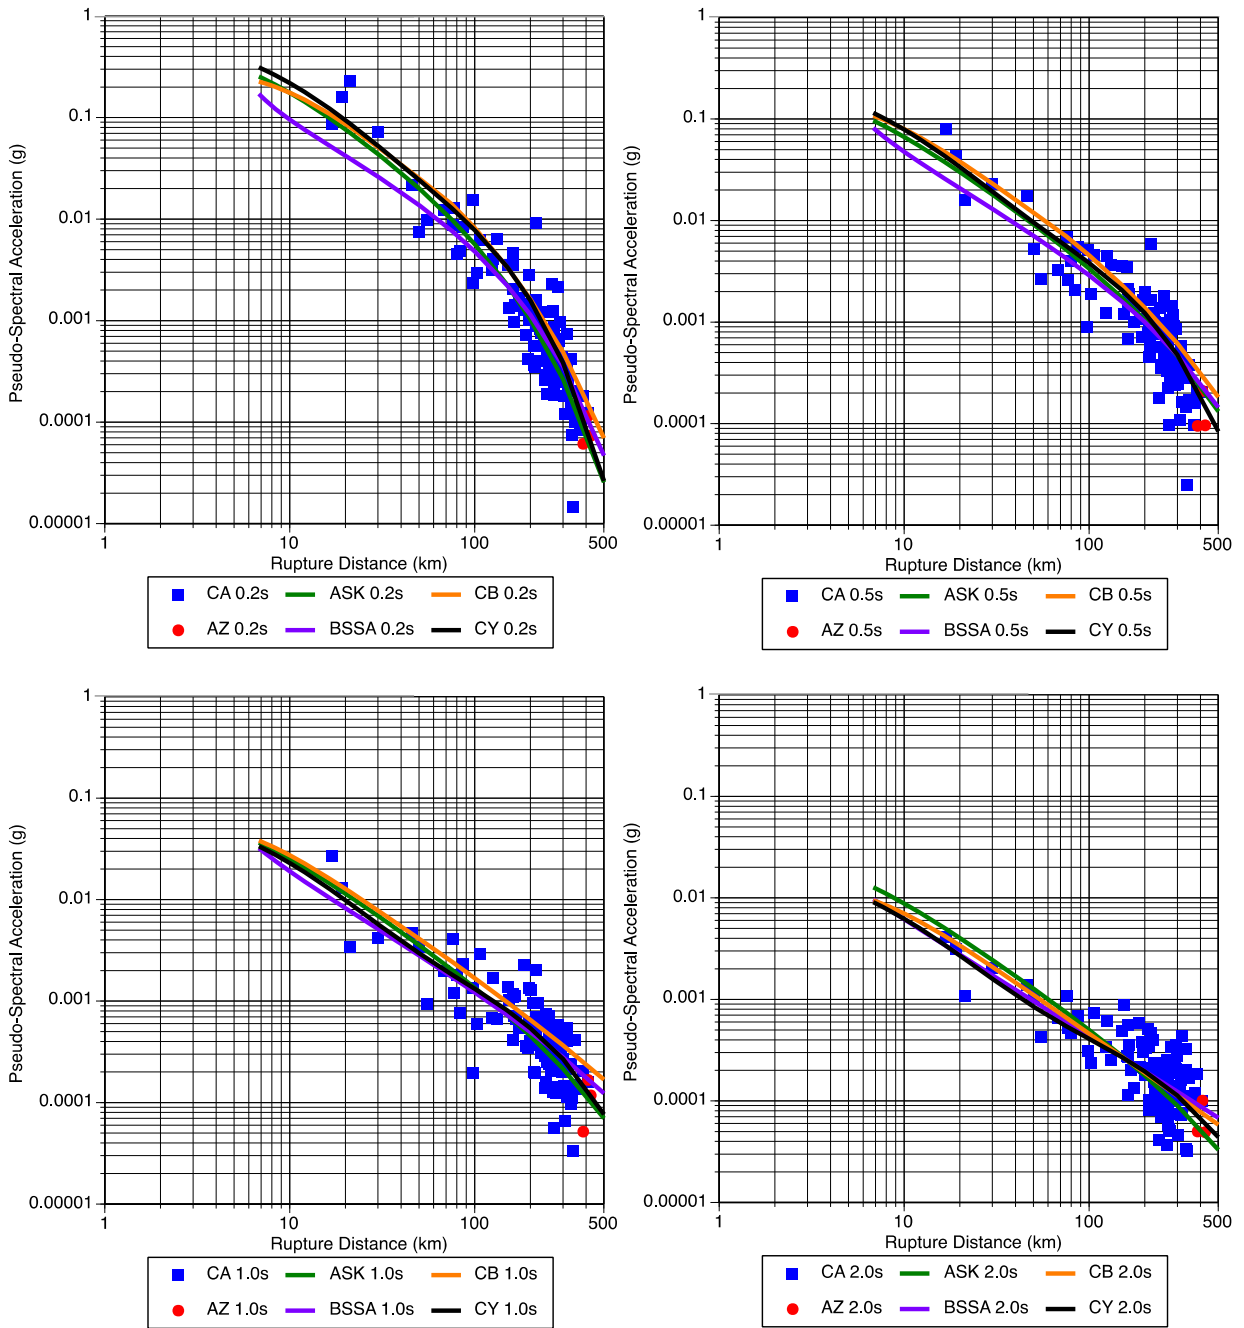 1
0.1
0.01
0.001
0.0001
0.00001
Pseudo-Spectral Acceleration (g)
1 10 100 500
Rupture Distance (km)
CA 0.2s ASK 0.2s CB 0.2s
AZ 0.2s BSSA 0.2s CY 0.2s
1
0.1
0.01
0.001
0.0001
0.00001
Pseudo-Spectral Acceleration (g)
1 10 100 500
Rupture Distance (km)
CA 0.5s ASK 0.5s CB 0.5s
AZ 0.5s BSSA 0.5s CY 0.5s
1
0.1
0.01
0.001
0.0001
0.00001
Pseudo-Spectral Acceleration (g)
1 10 100 500
Rupture Distance (km)
CA 1.0s ASK 1.0s CB 1.0s
AZ 1.0s BSSA 1.0s CY 1.0s
1
0.1
0.01
0.001
0.0001
0.00001
Pseudo-Spectral Acceleration (g)
1 10 100 500
Rupture Distance (km)
CA 2.0s ASK 2.0s CB 2.0s
AZ 2.0s BSSA 2.0s CY 2.0s